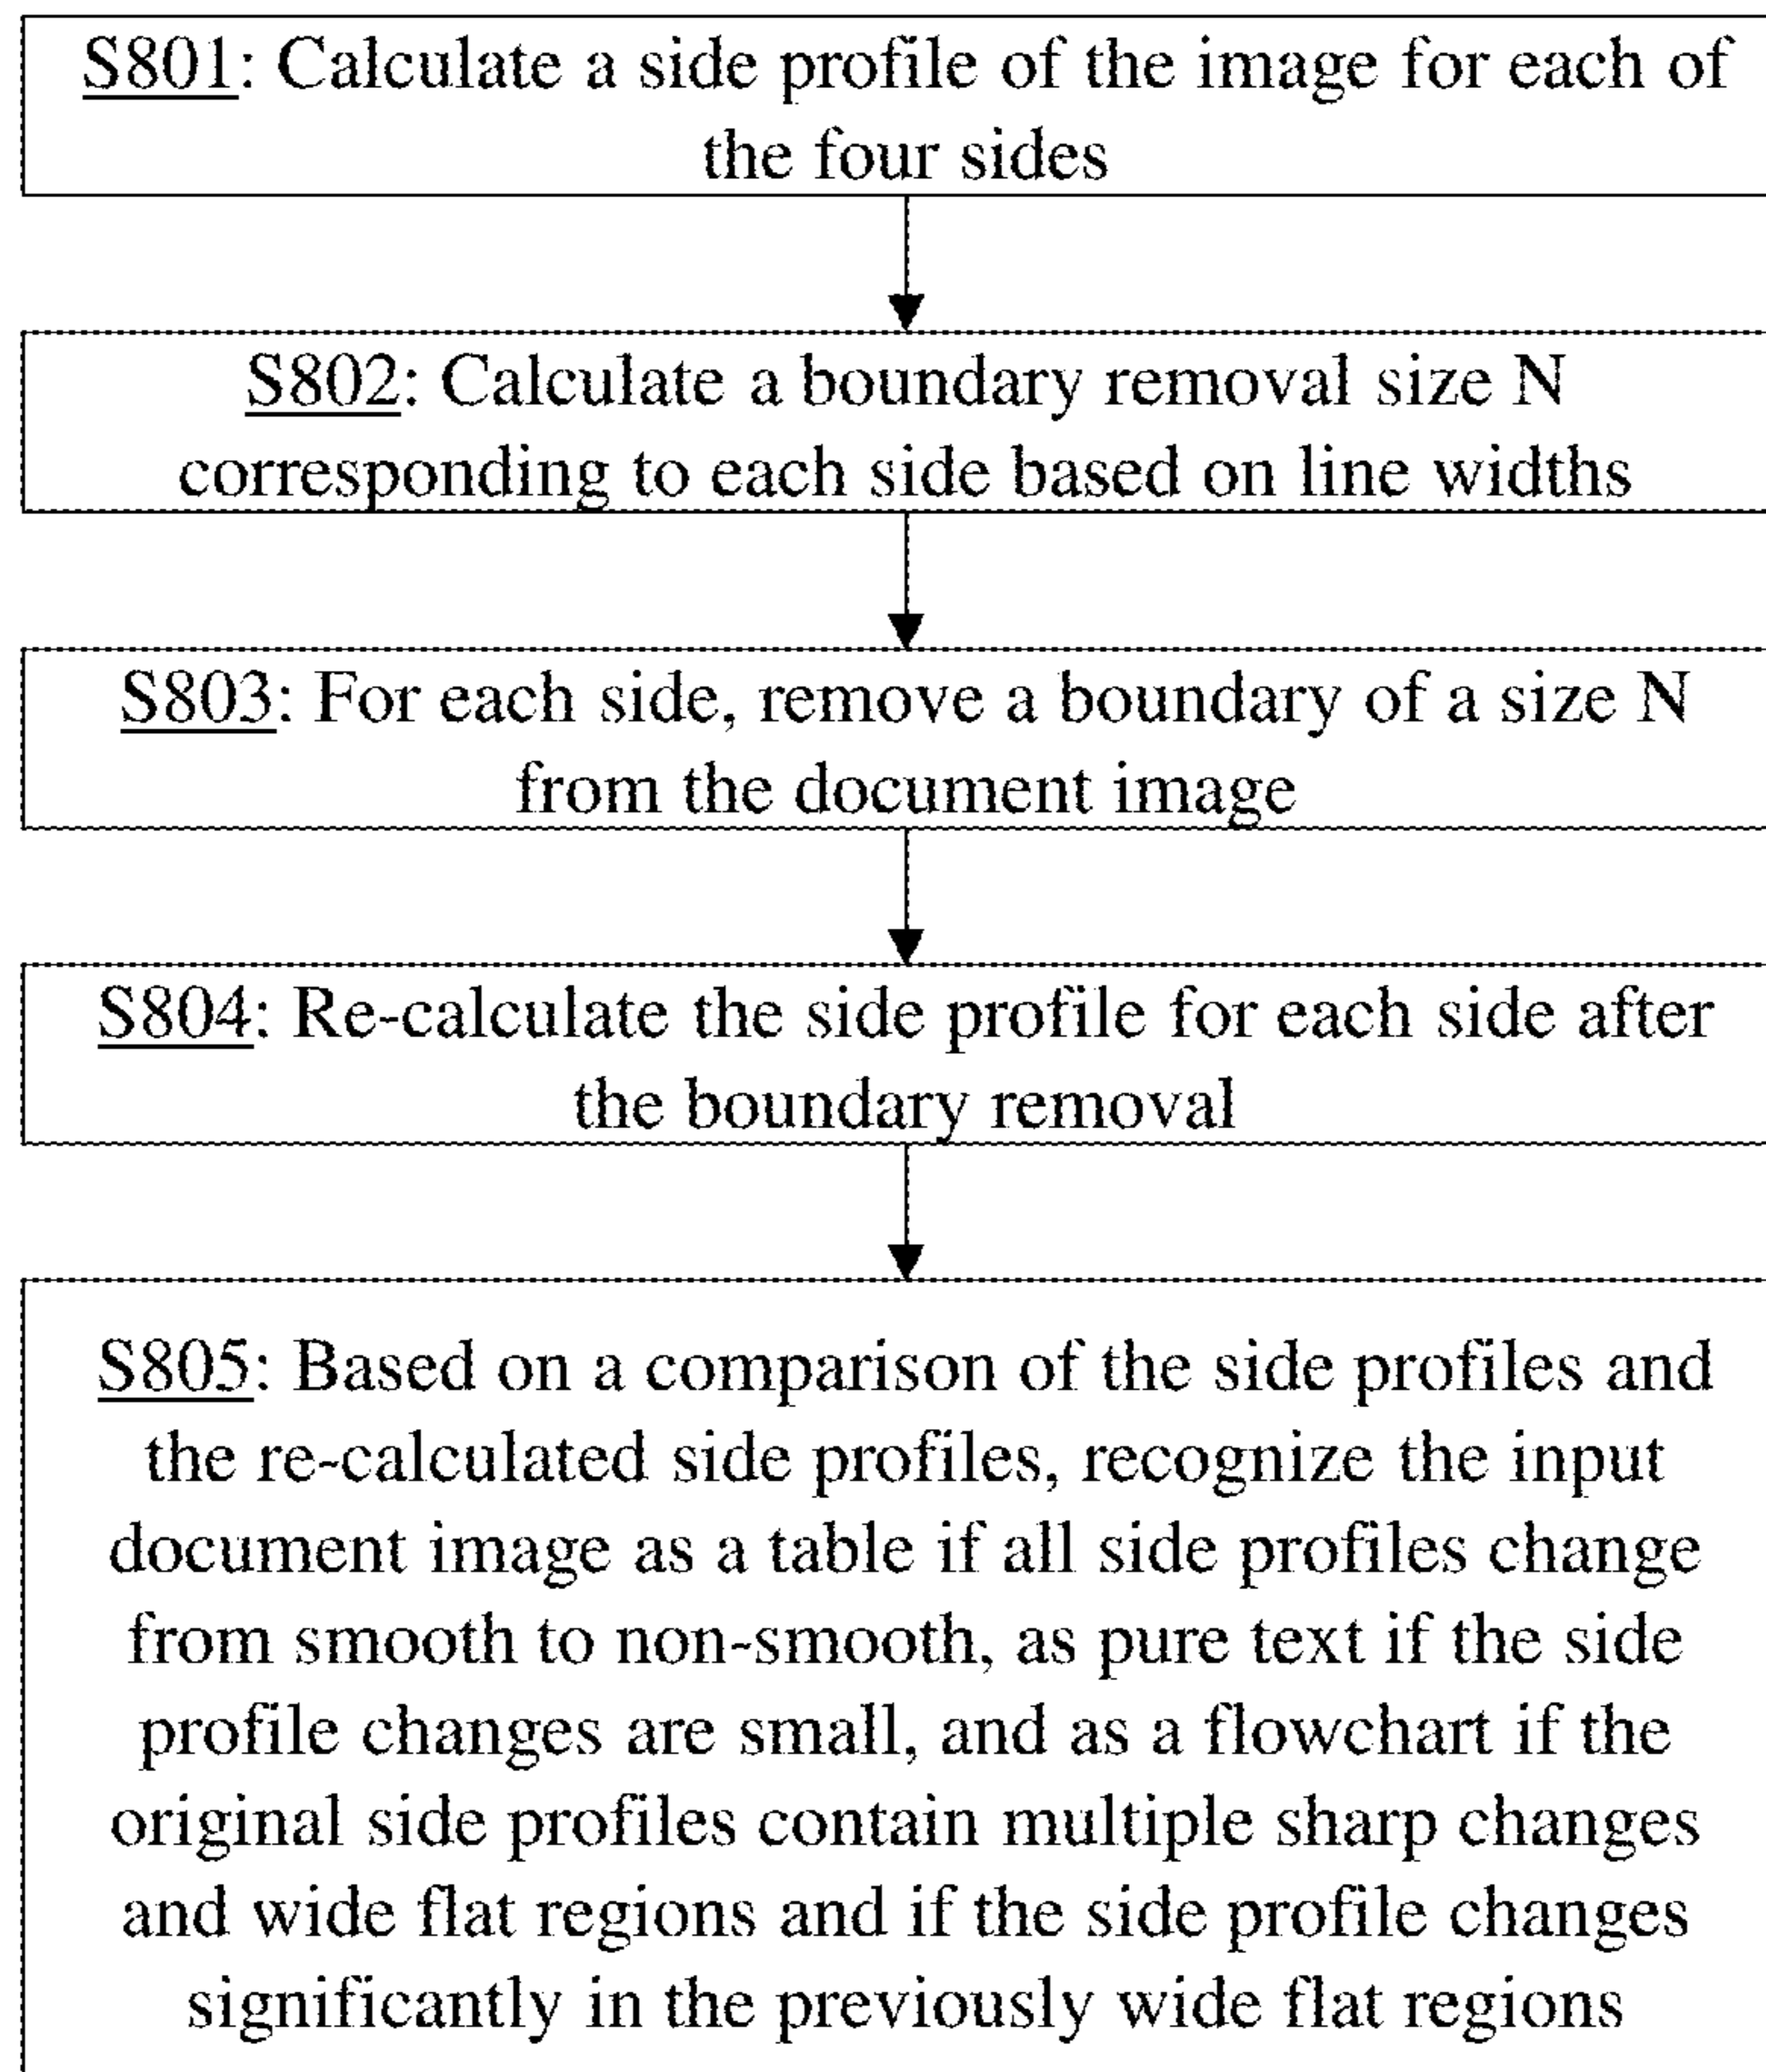 S801: Calculate a side profile of the image for each of
the four sides
S802: Calculate a boundary removal size N
corresponding to each side based on line widths
S803: For each side, remove a boundary of a size N
from the document image
S804: Re-calculate the side profile for each side after
the boundary removal
S805: Based on a comparison of the side profiles and
the re-calculated side profiles, recognize the input
document image as a table if all side profiles change
from smooth to non-smooth, as pure text if the side
profile changes are small, and as a flowchart if the
original side profiles contain multiple sharp changes
and wide flat regions and if the side profile changes
significantly in the previously wide flat regions